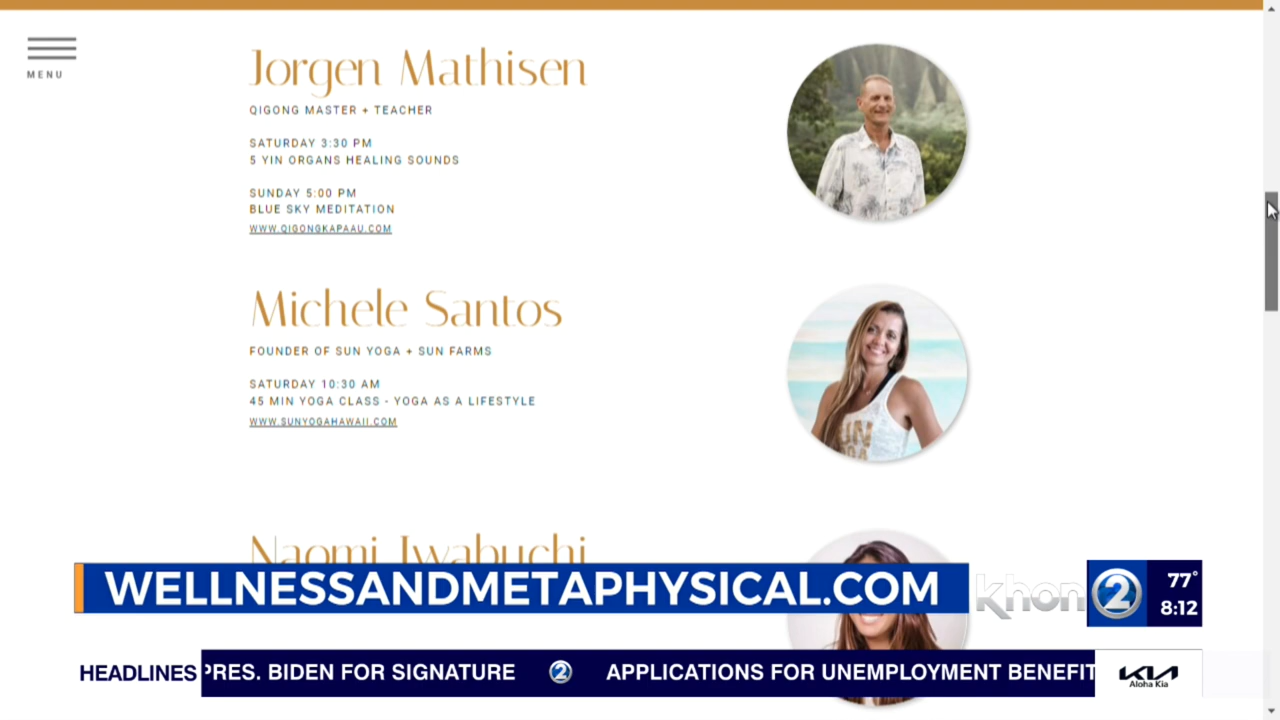 MENU
Jorgen Mathisen
QIGONG MASTER + TEACHER
SATURDAY 3:30 PM
5 YIN ORGANS HEALING SOUNDS
SUNDAY 5:00 PM
BLUE SKY MEDITATION
WWW.QIGONGKAPAAU.COM
Michele Santos
FOUNDER OF SUN YOGA + SUN FARMS
SATURDAY 10:30 AM
45 MIN YOGA CLASS - YOGA AS A LIFESTYLE
WWW.SUNYOGAHAWAII.COM
Naomi Iwabuchi
WELLNESSANDMETAPHYSICAL.COM
khon 2
77°
8:12
HEADLINES PRES. BIDEN FOR SIGNATURE 2 APPLICATIONS FOR UNEMPLOYMENT BENEFIT
KIA
Aloha Kia